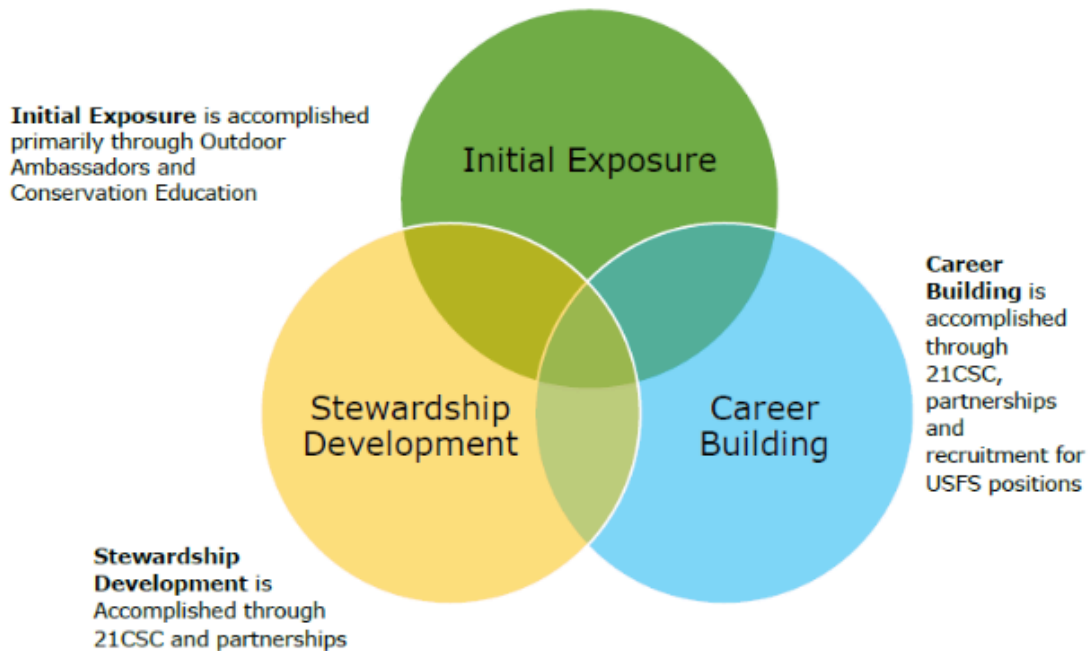 Initial Exposure is accomplished
primarily through Outdoor
Ambassadors and
Conservation Education
Initial Exposure
Stewardship
Development
Career
Building
Career
Building is
accomplished
through
21CSC,
partnerships
and
recruitment for
USFS positions
Stewardship
Development is
Accomplished through
21CSC and partnerships